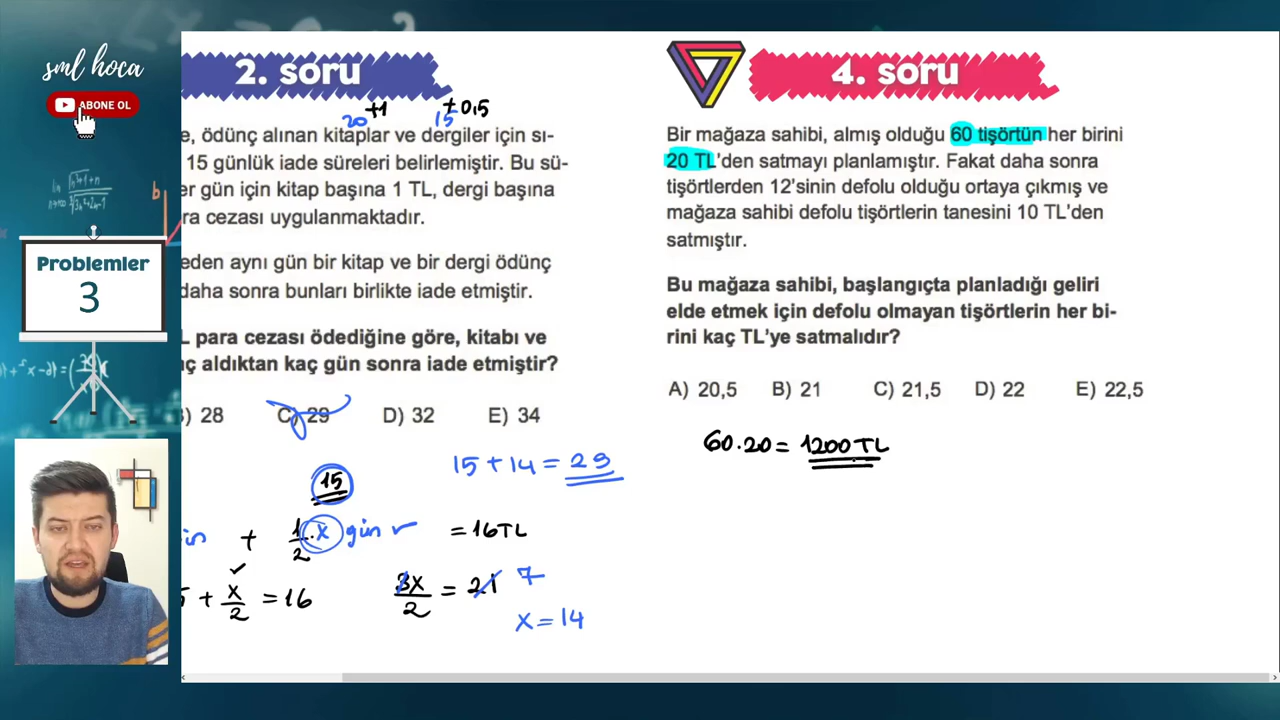 sml hoca
ABONE OL
Problemler
3
2. soru
20 +1 15 +0,5
e, ödünç alınan kitaplar ve dergiler için sı-
15 günlük iade süreleri belirlemiştir. Bu sü-
er gün için kitap başına 1 TL, dergi başına
ra cezası uygulanmaktadır.
eden aynı gün bir kitap ve bir dergi ödünç
daha sonra bunları birlikte iade etmiştir.
L para cezası ödediğine göre, kitabı ve
ç aldıktan kaç gün sonra iade etmiştir?
) 28 C) 29 D) 32 E) 34
15 + 14 = 29
15
in + 1/2 . x gün = 16TL
5 + x/2 = 16 3x/2 = 21 7
x = 14
4. soru
Bir mağaza sahibi, almış olduğu 60 tişörtün her birini
20 TL'den satmayı planlamıştır. Fakat daha sonra
tişörtlerden 12'sinin defolu olduğu ortaya çıkmış ve
mağaza sahibi defolu tişörtlerin tanesini 10 TL'den
satmıştır.
Bu mağaza sahibi, başlangıçta planladığı geliri
elde etmek için defolu olmayan tişörtlerin her bi-
rini kaç TL'ye satmalıdır?
A) 20,5 B) 21 C) 21,5 D) 22 E) 22,5
60.20 = 1200 TL